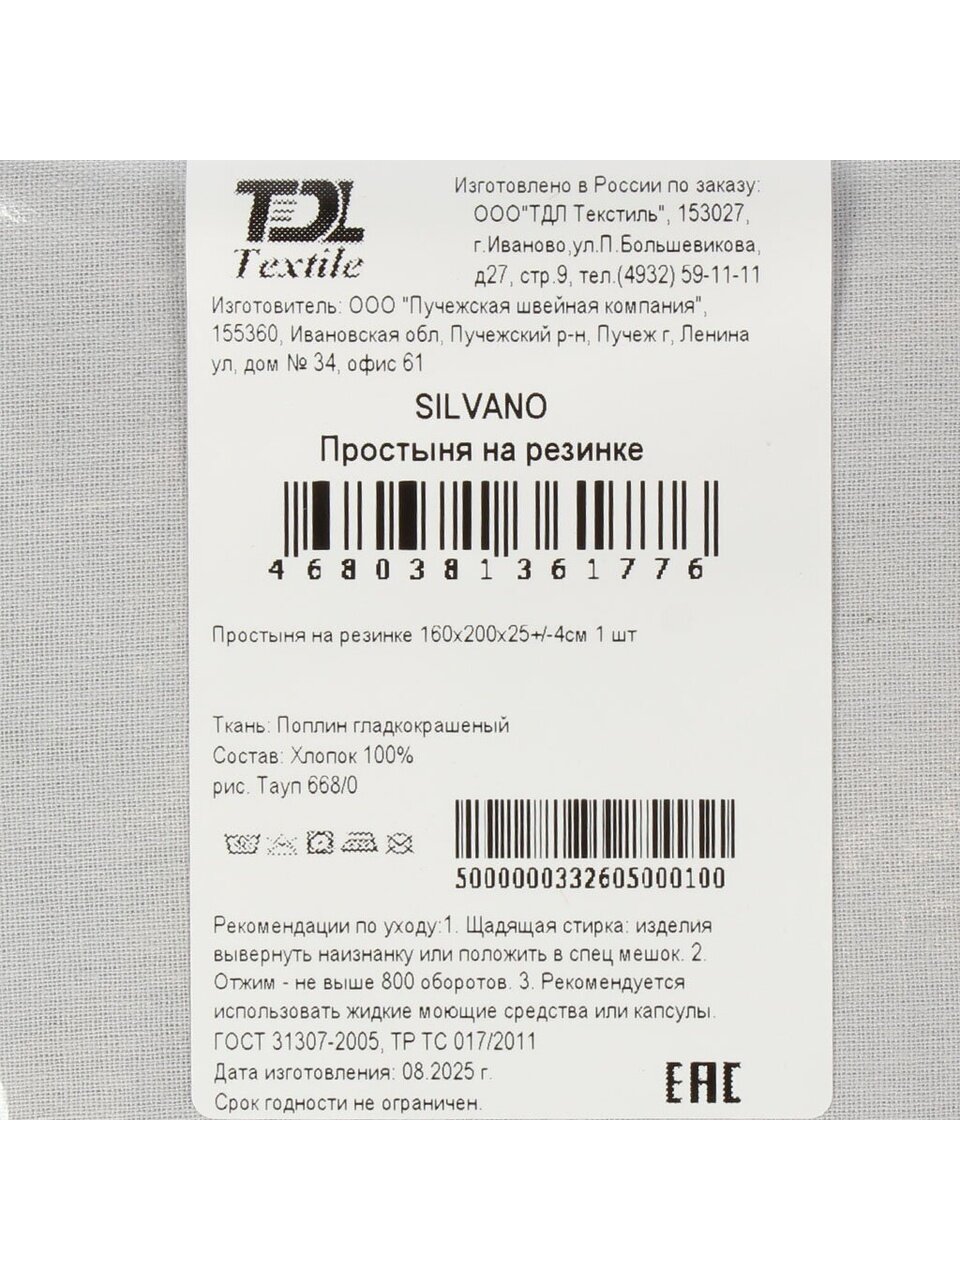 TDL
Textile
Изготовлено в России по заказу:
ООО"ТДЛ Текстиль", 153027,
г.Иваново,ул.П.Большевикова,
д27, стр.9, тел.(4932) 59-11-11
Изготовитель: ООО "Пучежская швейная компания",
155360, Ивановская обл, Пучежский р-н, Пучеж г, Ленина
ул, дом № 34, офис 61
SILVANO
Простыня на резинке
4680381361776
Простыня на резинке 160х200х25+/-4см 1 шт
Ткань: Поплин гладкокрашеный
Состав: Хлопок 100%
рис. Тауп 668/0
5000000332605000100
Рекомендации по уходу:1. Щадящая стирка: изделия
вывернуть наизнанку или положить в спец мешок. 2.
Отжим - не выше 800 оборотов. 3. Рекомендуется
использовать жидкие моющие средства или капсулы.
ГОСТ 31307-2005, ТР ТС 017/2011
Дата изготовления: 08.2025 г.
Срок годности не ограничен.
EAC